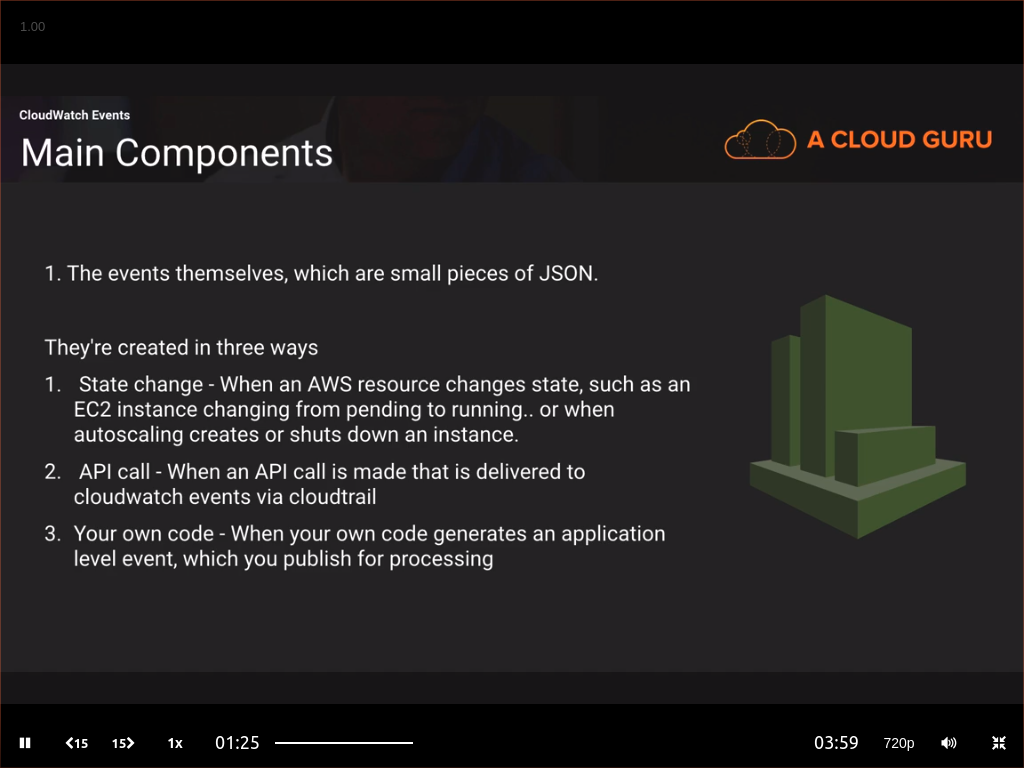 1.00
CloudWatch Events
Main Components
A CLOUD GURU
1. The events themselves, which are small pieces of JSON.
They're created in three ways
1. State change - When an AWS resource changes state, such as an
EC2 instance changing from pending to running.. or when
autoscaling creates or shuts down an instance.
2. API call - When an API call is made that is delivered to
cloudwatch events via cloudtrail
3. Your own code - When your own code generates an application
level event, which you publish for processing
15 15 1x 01:25 03:59 720p